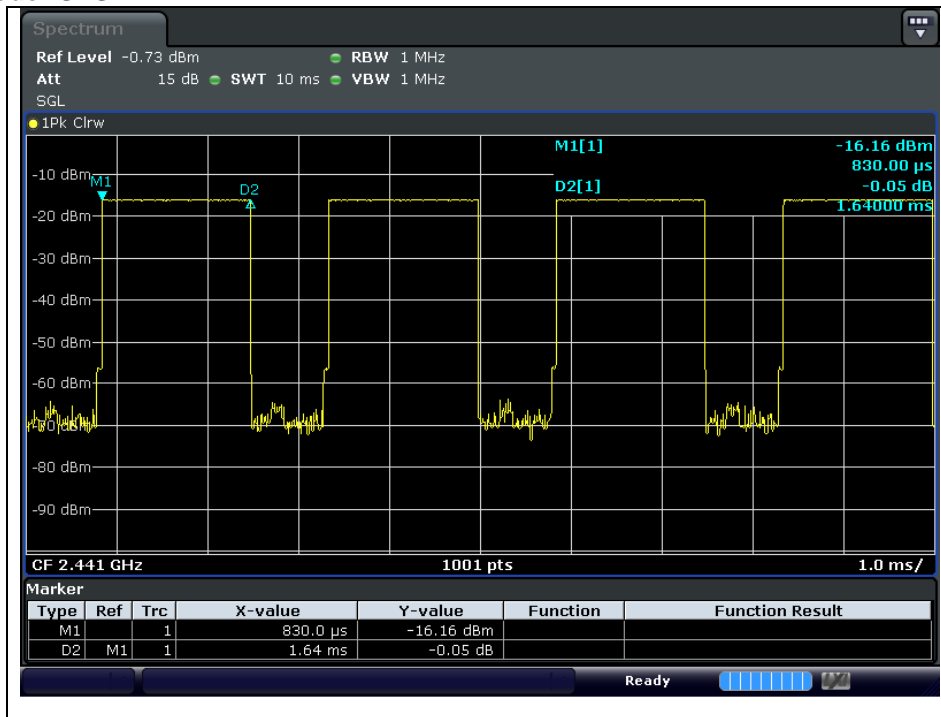 Spectrum
Ref Level -0.73 dBm RBW 1 MHz
Att 15 dB SWT 10 ms VBW 1 MHz
SGL
1Pk Clrw
M1[1] -16.16 dBm
830.00 µs
D2[1] -0.05 dB
1.64000 ms
M1
D2
-10 dBm
-20 dBm
-30 dBm
-40 dBm
-50 dBm
-60 dBm
-70 dBm
-80 dBm
-90 dBm
CF 2.441 GHz 1001 pts 1.0 ms/
Marker
Type Ref Trc X-value Y-value Function Function Result
M1 1 830.0 µs -16.16 dBm
D2 M1 1 1.64 ms -0.05 dB
Ready